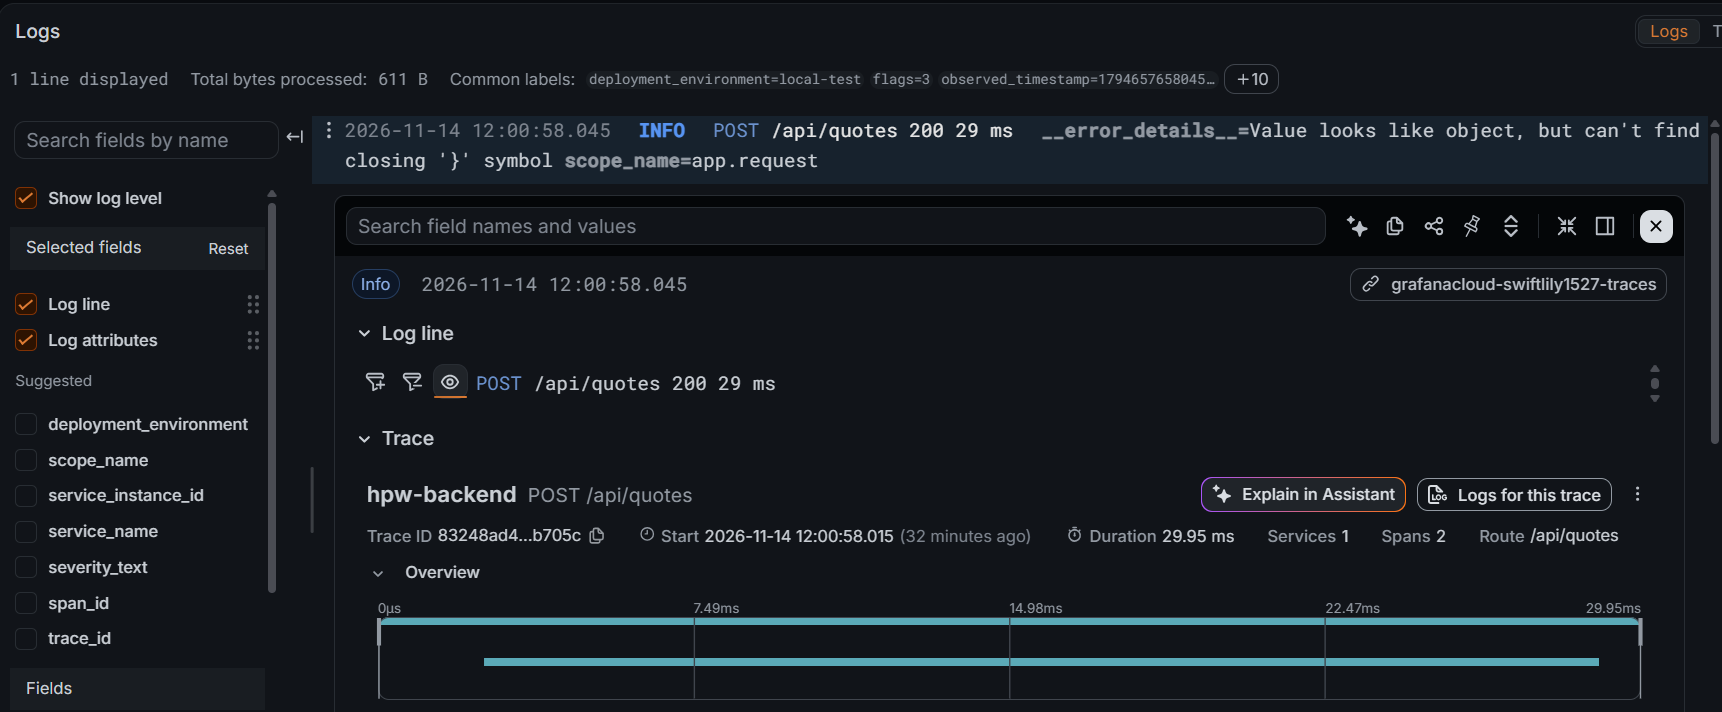 Logs
Logs T
1 line displayed Total bytes processed: 611 B Common labels: deployment_environment=local-test flags=3 observed_timestamp=1794657658045… +10
Search fields by name
2026-11-14 12:00:58.045 INFO POST /api/quotes 200 29 ms __error_details__=Value looks like object, but can't find
closing '}' symbol scope_name=app.request
Show log level
Selected fields Reset
Log line
Log attributes
Suggested
deployment_environment
scope_name
service_instance_id
service_name
severity_text
span_id
trace_id
Fields
Search field names and values
Info 2026-11-14 12:00:58.045 grafanacloud-swiftlily1527-traces
Log line
POST /api/quotes 200 29 ms
Trace
hpw-backend POST /api/quotes Explain in Assistant LOG Logs for this trace
Trace ID 83248ad4...b705c Start 2026-11-14 12:00:58.015 (32 minutes ago) Duration 29.95 ms Services 1 Spans 2 Route /api/quotes
Overview
0μs 7.49ms 14.98ms 22.47ms 29.95ms